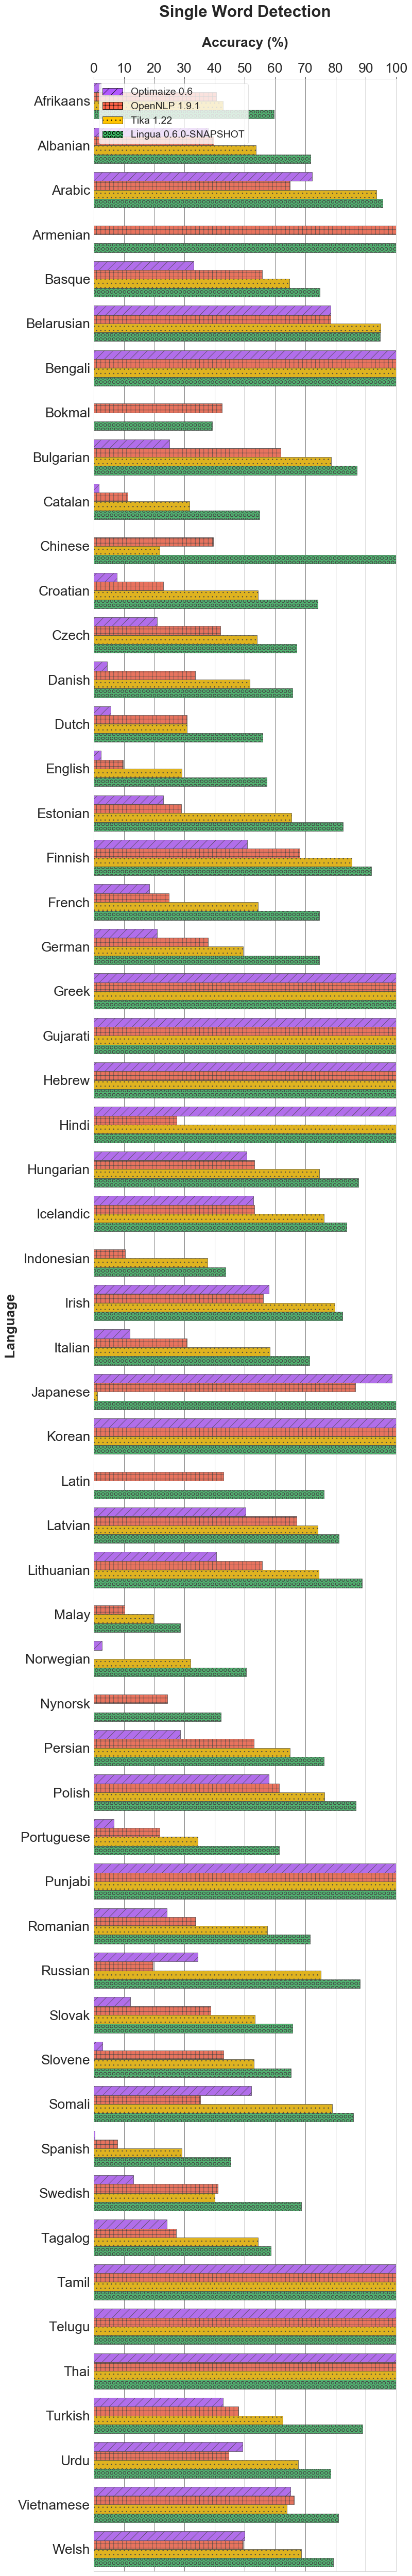 Single Word Detection
Accuracy (%)
0 10 20 30 40 50 60 70 80 90 100
Optimaize 0.6
OpenNLP 1.9.1
Tika 1.22
Lingua 0.6.0-SNAPSHOT
Afrikaans
Albanian
Arabic
Armenian
Basque
Belarusian
Bengali
Bokmal
Bulgarian
Catalan
Chinese
Croatian
Czech
Danish
Dutch
English
Estonian
Finnish
French
German
Greek
Gujarati
Hebrew
Hindi
Hungarian
Icelandic
Indonesian
Irish
Language
Italian
Japanese
Korean
Latin
Latvian
Lithuanian
Malay
Norwegian
Nynorsk
Persian
Polish
Portuguese
Punjabi
Romanian
Russian
Slovak
Slovene
Somali
Spanish
Swedish
Tagalog
Tamil
Telugu
Thai
Turkish
Urdu
Vietnamese
Welsh